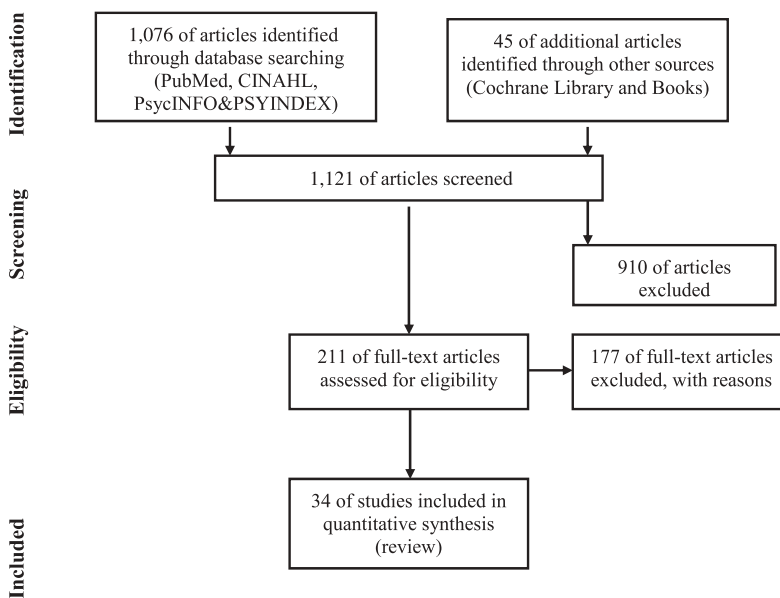 Identification
1,076 of articles identified
through database searching
(PubMed, CINAHL,
PsycINFO&PSYINDEX)
45 of additional articles
identified through other sources
(Cochrane Library and Books)
Screening
1,121 of articles screened
910 of articles
excluded
Eligibility
211 of full-text articles
assessed for eligibility
177 of full-text articles
excluded, with reasons
Included
34 of studies included in
quantitative synthesis
(review)